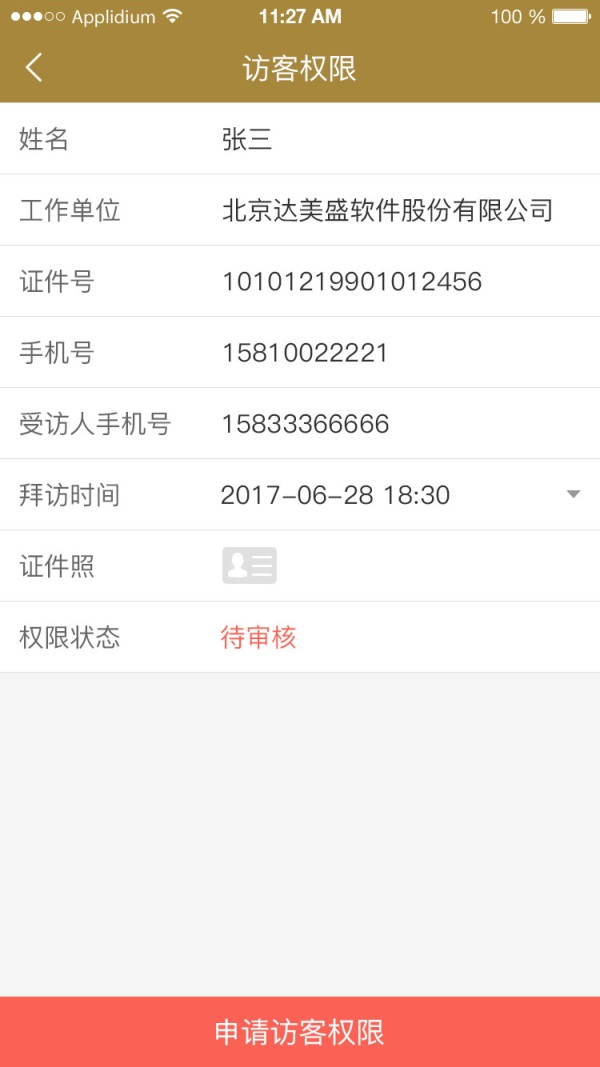 Applidium 11:27 AM 100 %
访客权限
姓名 张三
工作单位 北京达美盛软件股份有限公司
证件号 10101219901012456
手机号 15810022221
受访人手机号 15833366666
拜访时间 2017-06-28 18:30
证件照
权限状态 待审核
申请访客权限